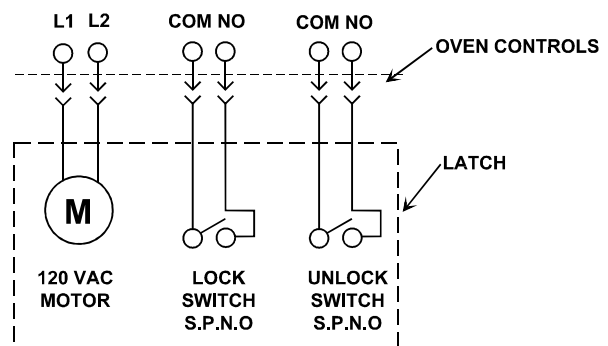 L1 L2 COM NO COM NO
OVEN CONTROLS
LATCH
M
120 VAC
MOTOR
LOCK
SWITCH
S.P.N.O
UNLOCK
SWITCH
S.P.N.O